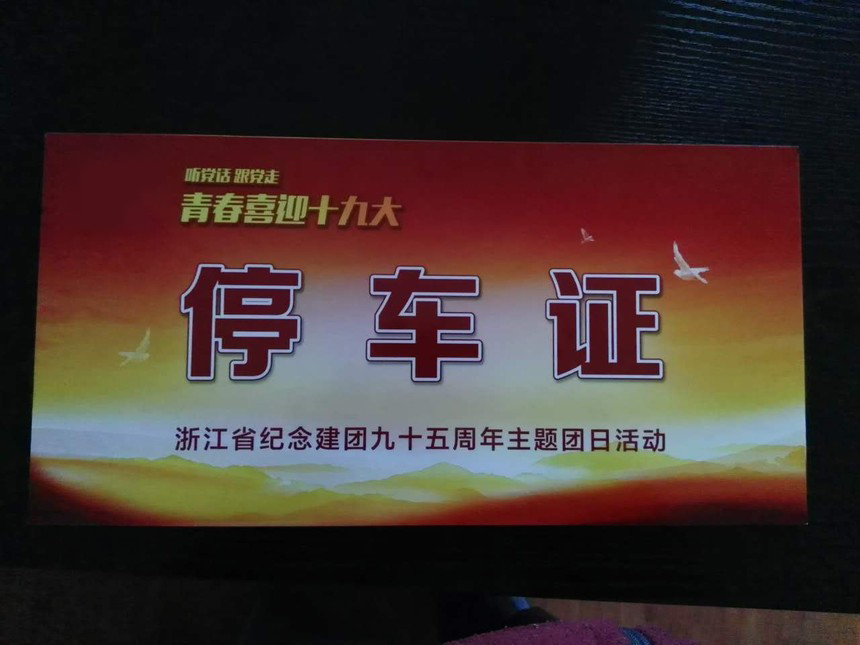 听党话 跟党走
青春喜迎十九大
停车证
浙江省纪念建团九十五周年主题团日活动